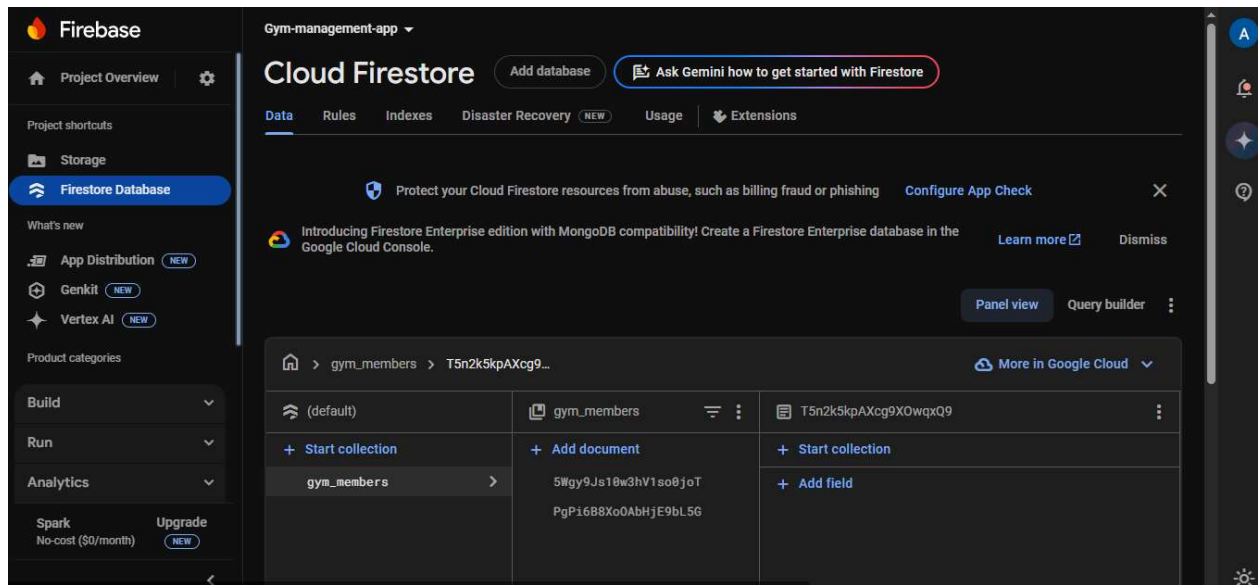 Firebase
Gym-management-app
Project Overview
Cloud Firestore
Add database
Ask Gemini how to get started with Firestore
A
Data Rules Indexes Disaster Recovery NEW Usage Extensions
Project shortcuts
Storage
Firestore Database
Protect your Cloud Firestore resources from abuse, such as billing fraud or phishing Configure App Check
What's new
Introducing Firestore Enterprise edition with MongoDB compatibility! Create a Firestore Enterprise database in the
Google Cloud Console.
Learn more Dismiss
App Distribution NEW
Genkit NEW
Vertex AI NEW
Panel view Query builder
Product categories
gym_members > T5n2k5kpAXcg9…
More in Google Cloud
Build
Run
Analytics
(default)
+ Start collection
gym_members
gym_members
+ Add document
5Wgy9Js10w3hV1so0joT
PgPi6B8XoOAbHjE9bL5G
T5n2k5kpAXcg9XOwqxQ9
+ Start collection
+ Add field
Spark Upgrade
No-cost ($0/month) NEW